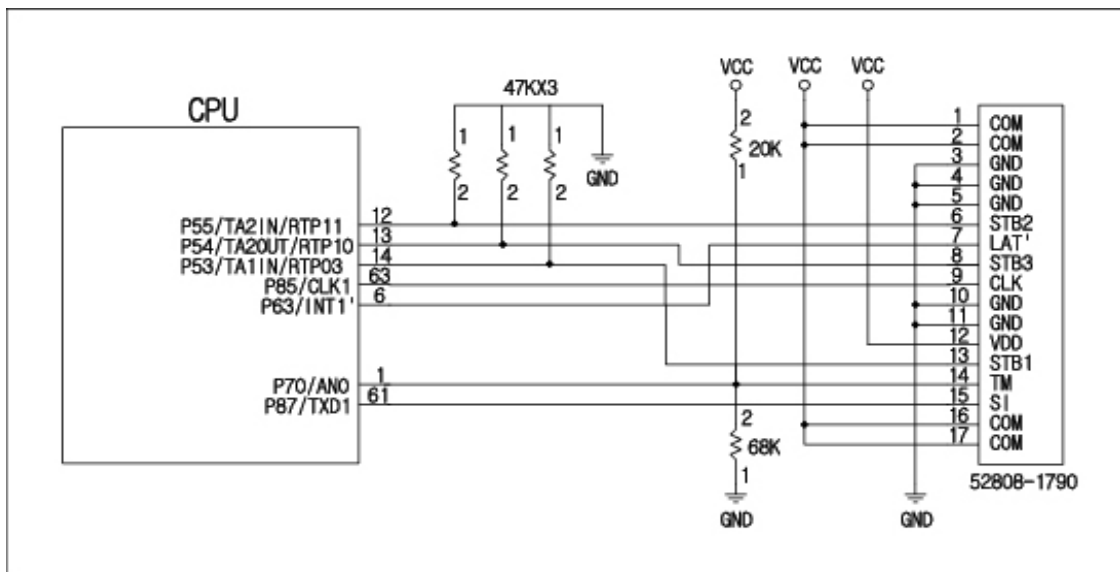 CPU
47KX3
VCC
VCC
VCC
1
1
1
2
2
2
GND
2
20K
1
P55/TA2IN/RTP11
12
P54/TA2OUT/RTP10
13
P53/TA1IN/RTP03
14
P85/CLK1
63
P63/INT1'
6
P70/AN0
1
P87/TXD1
61
2
68K
1
GND
1 COM
2 COM
3 GND
4 GND
5 GND
6 STB2
7 LAT'
8 STB3
9 CLK
10 GND
11 GND
12 VDD
13 STB1
14 TM
15 SI
16 COM
17 COM
52808-1790
GND